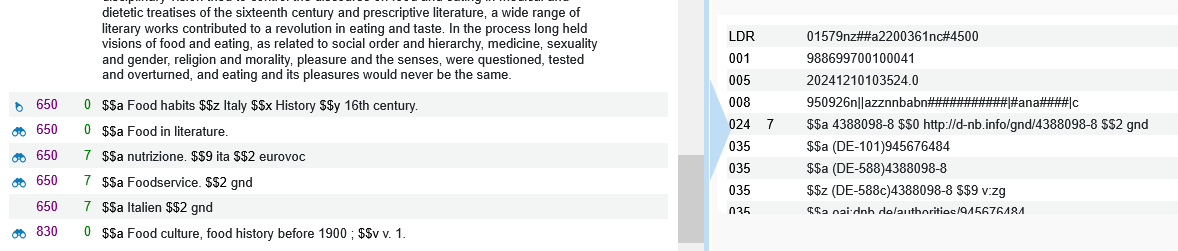 dietetic treatises of the sixteenth century and prescriptive literature, a wide range of
literary works contributed to a revolution in eating and taste. In the process long held
visions of food and eating, as related to social order and hierarchy, medicine, sexuality
and gender, religion and morality, pleasure and the senses, were questioned, tested
and overturned, and eating and its pleasures would never be the same.
650 0 $$a Food habits $$z Italy $$x History $$y 16th century.
650 0 $$a Food in literature.
650 7 $$a nutrizione. $$9 ita $$2 eurovoc
650 7 $$a Foodservice. $$2 gnd
650 7 $$a Italien $$2 gnd
830 0 $$a Food culture, food history before 1900 ; $$v v. 1.
LDR 01579nz##a2200361nc#4500
001 988699700100041
005 20241210103524.0
008 950926n||azznnbabn###########|#ana####|c
024 7 $$a 4388098-8 $$0 http://d-nb.info/gnd/4388098-8 $$2 gnd
035 $$a (DE-101)945676484
035 $$a (DE-588)4388098-8
035 $$z (DE-588c)4388098-8 $$9 v:zg
035 $$a oai:dnb.de/authorities/945676484